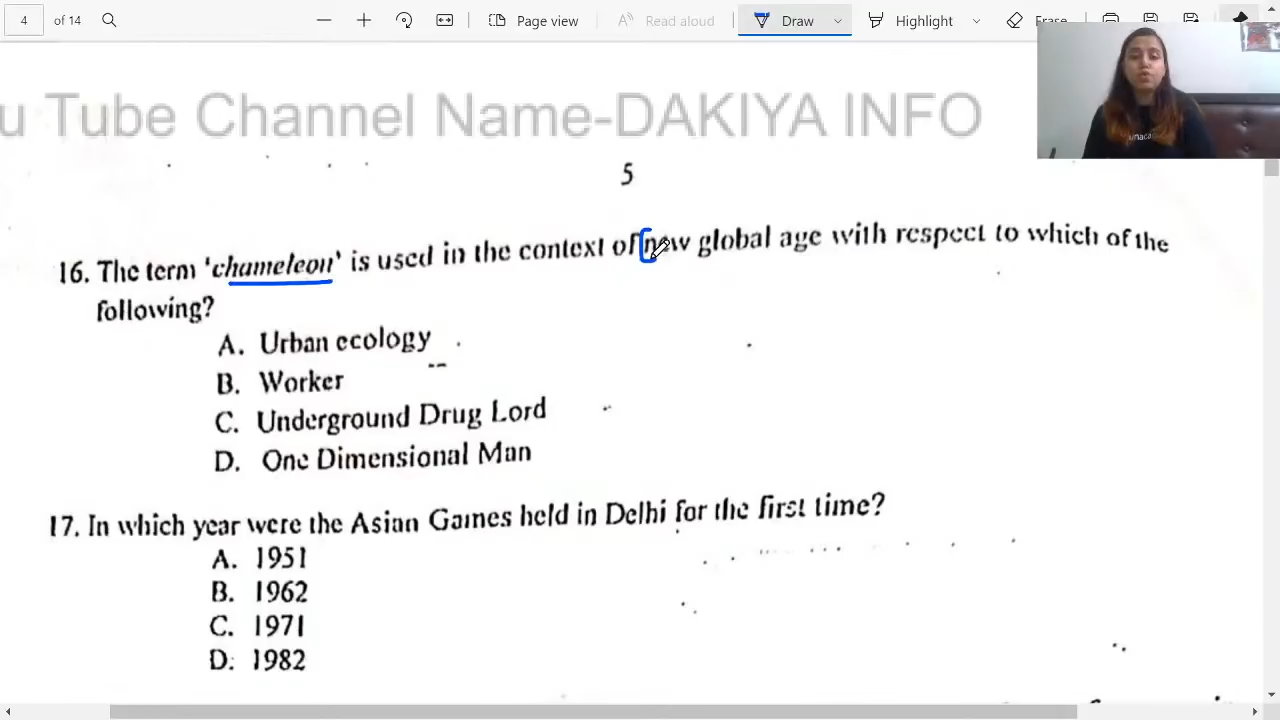 4 of 14 Page view Read aloud Draw Highlight Erase
u Tube Channel Name-DAKIYA INFO
5
16. The term 'chameleon' is used in the context of new global age with respect to which of the
following?
A. Urban ecology
B. Worker
C. Underground Drug Lord
D. One Dimensional Man
17. In which year were the Asian Games held in Delhi for the first time?
A. 1951
B. 1962
C. 1971
D. 1982